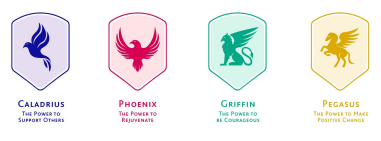 Caladrius
The Power to
Support Others
Phoenix
The Power to
Rejuvenate
Griffin
The Power to
be Courageous
Pegasus
The Power to Make
Positive Change